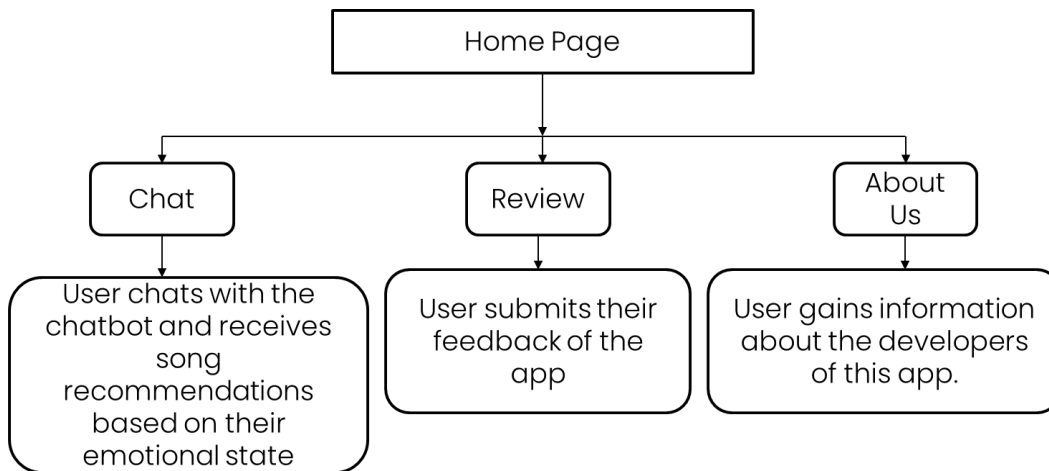 Home Page
Chat
Review
About
Us
User chats with the
chatbot and receives
song
recommendations
based on their
emotional state
User submits their
feedback of the
app
User gains information
about the developers
of this app.